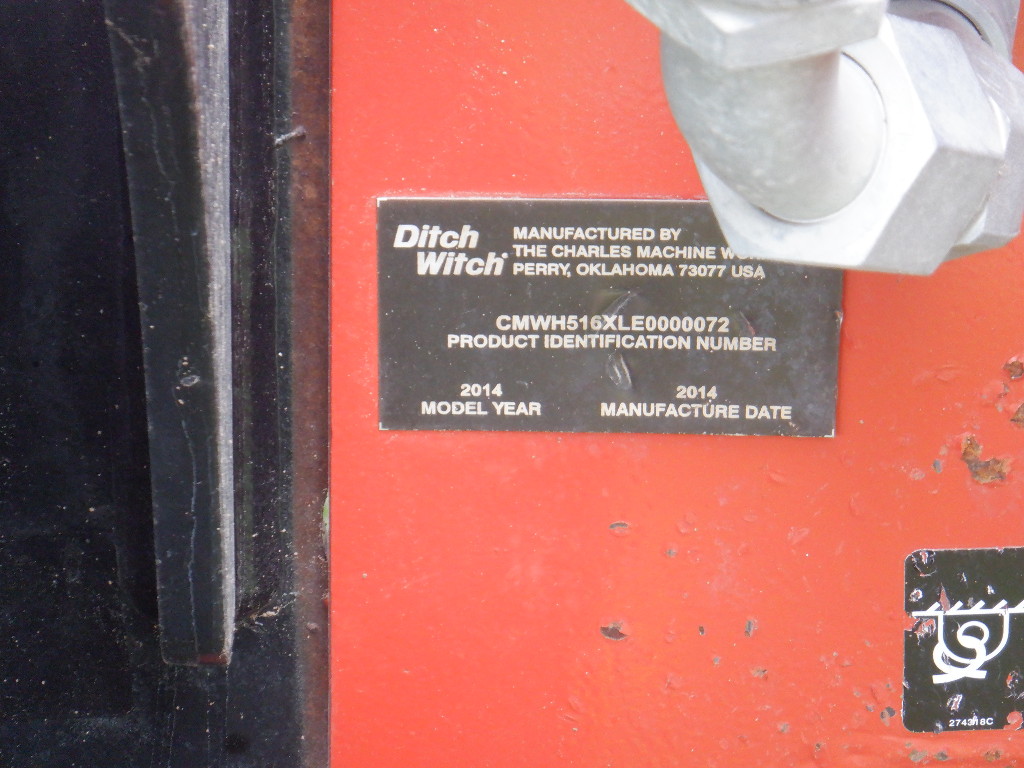 Ditch
Witch®
MANUFACTURED BY
THE CHARLES MACHINE
PERRY, OKLAHOMA 73077 USA
CMWH516XLE0000072
PRODUCT IDENTIFICATION NUMBER
2014
MODEL YEAR
2014
MANUFACTURE DATE
274318C